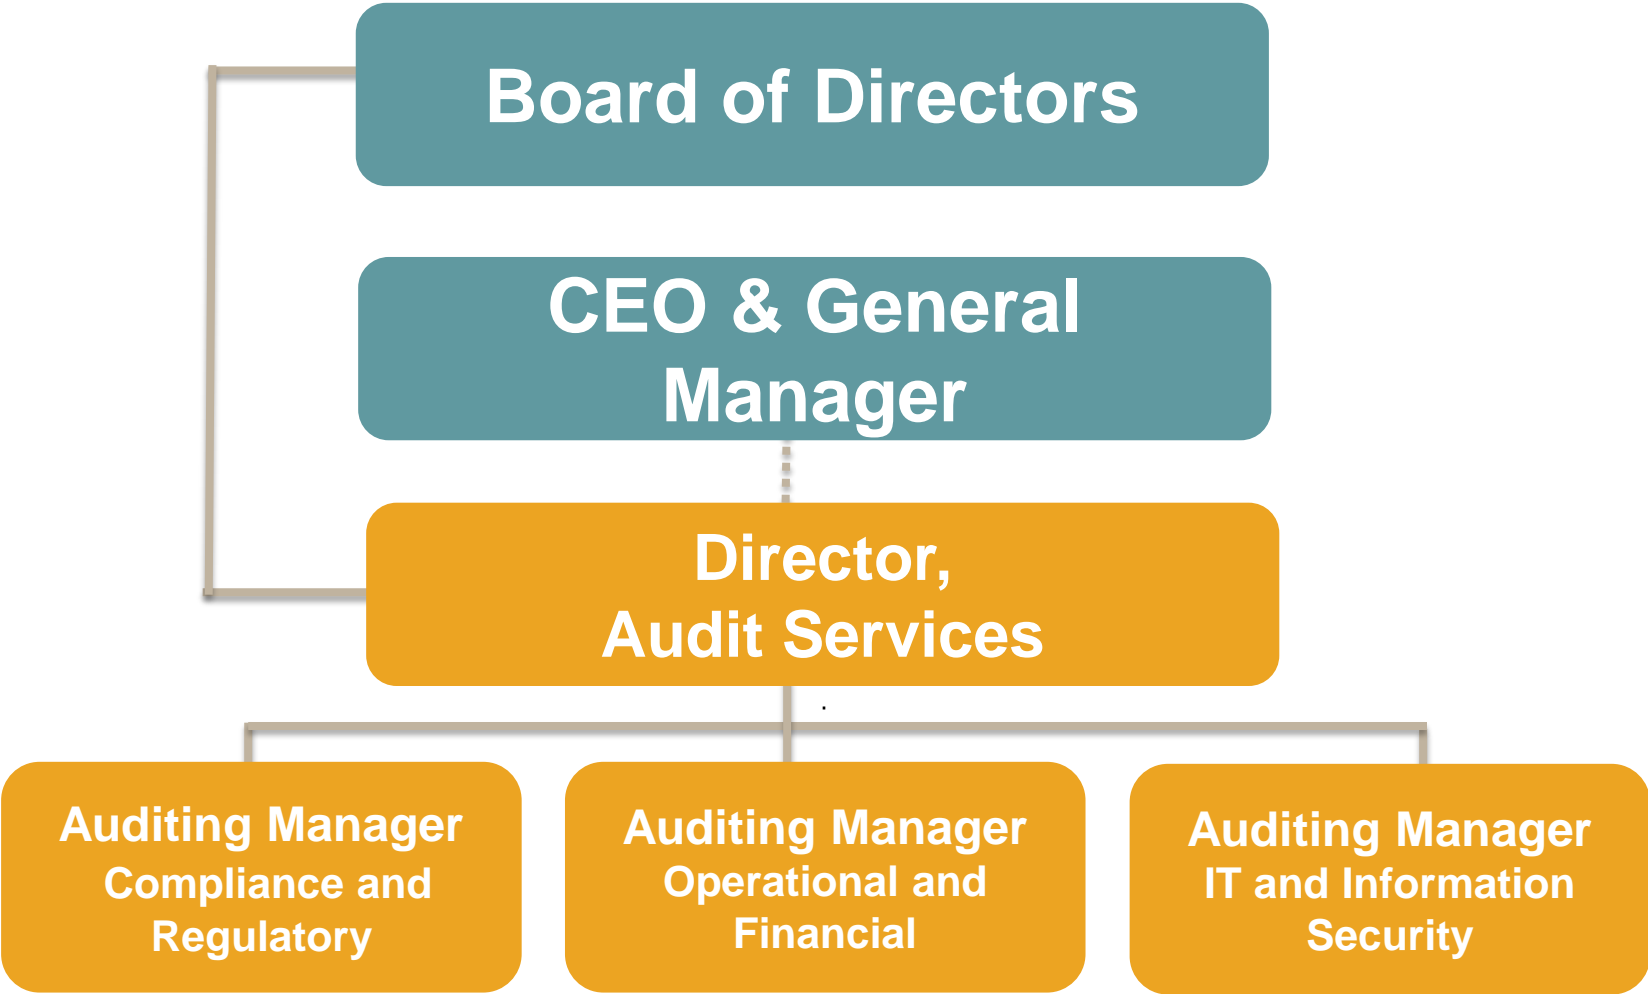 Board of Directors
CEO & General
Manager
Director,
Audit Services
.
Auditing Manager
Compliance and
Regulatory
Auditing Manager
Operational and
Financial
Auditing Manager
IT and Information
Security